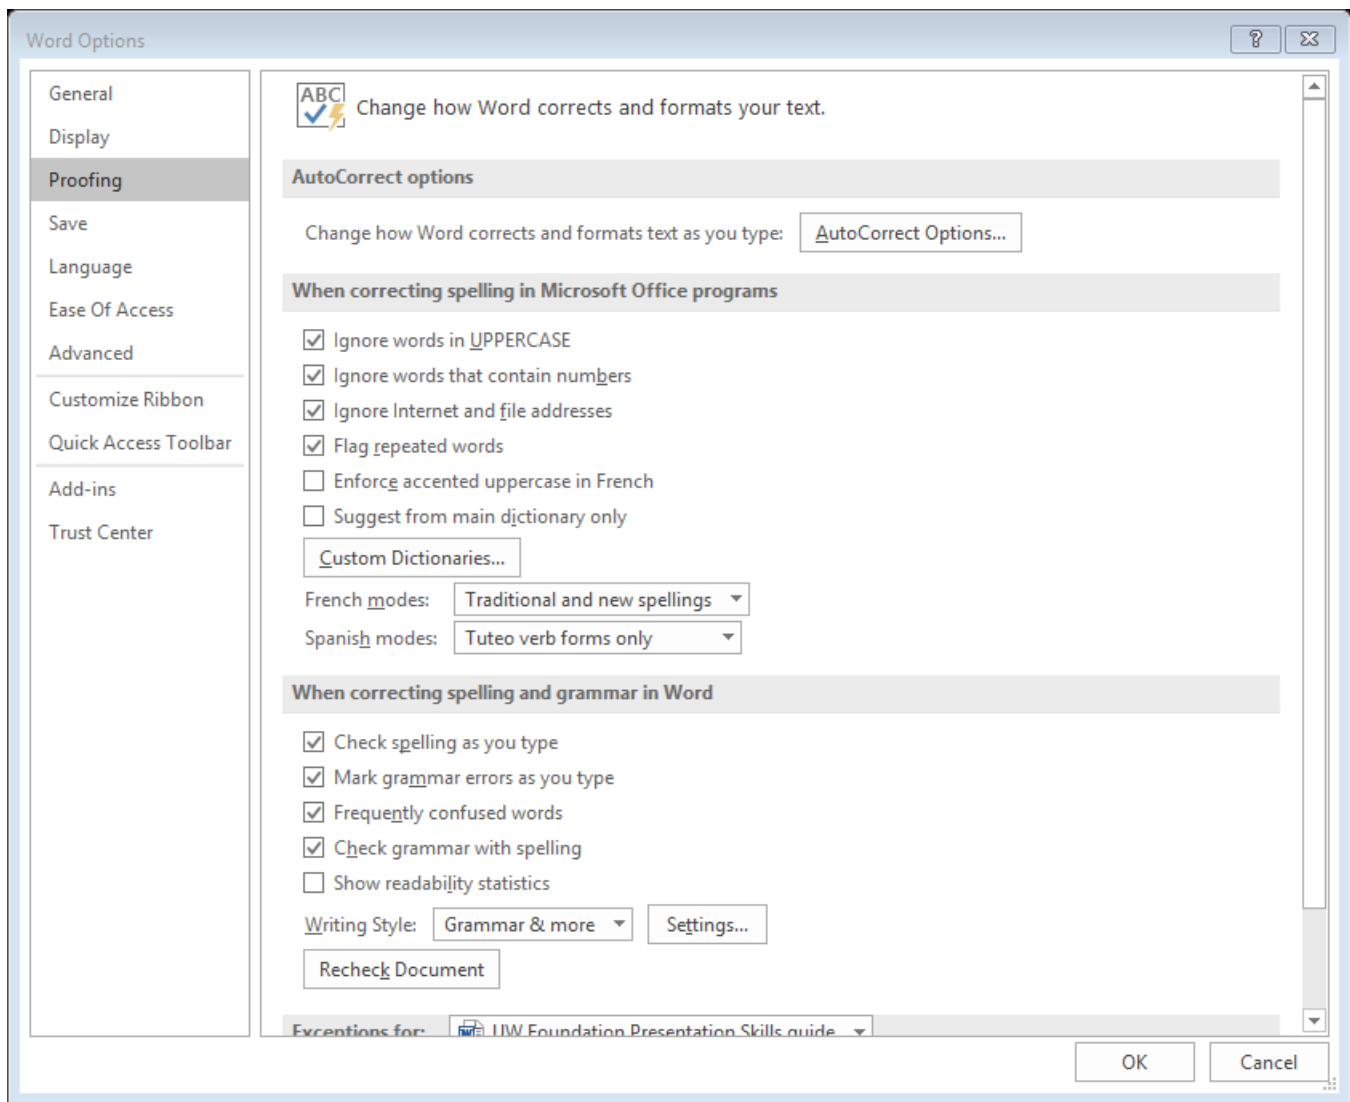 Word Options
General
Display
Proofing
Save
Language
Ease Of Access
Advanced
Customize Ribbon
Quick Access Toolbar
Add-ins
Trust Center
ABC
Change how Word corrects and formats your text.
AutoCorrect options
Change how Word corrects and formats text as you type: AutoCorrect Options...
When correcting spelling in Microsoft Office programs
Ignore words in UPPERCASE
Ignore words that contain numbers
Ignore Internet and file addresses
Flag repeated words
Enforce accented uppercase in French
Suggest from main dictionary only
Custom Dictionaries...
French modes: Traditional and new spellings
Spanish modes: Tuteo verb forms only
When correcting spelling and grammar in Word
Check spelling as you type
Mark grammar errors as you type
Frequently confused words
Check grammar with spelling
Show readability statistics
Writing Style: Grammar & more Settings...
Recheck Document
Exceptions for: UW Foundation Presentation Skills guide
OK Cancel